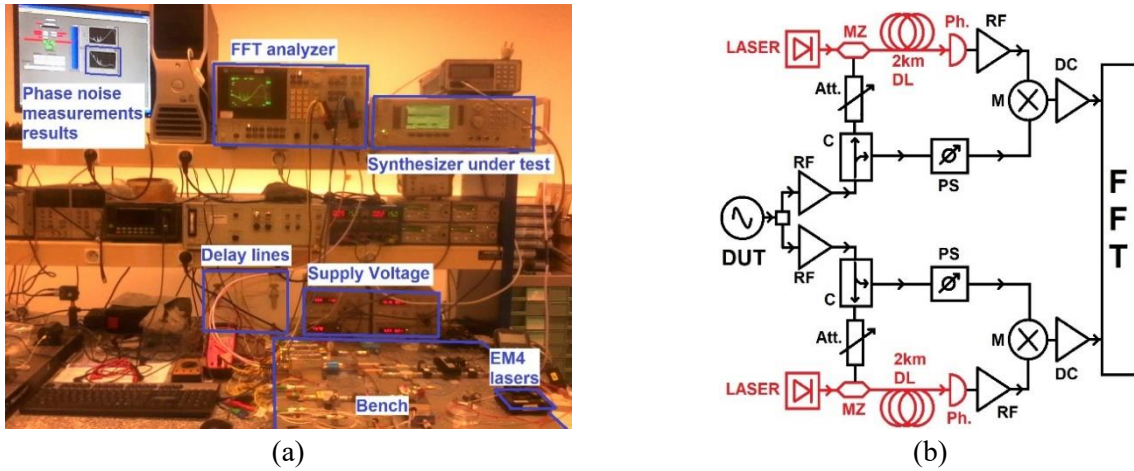 FFT analyzer
Phase noise
measurements
results
Synthesizer under test
Delay lines
Supply Voltage
EM4
lasers
Bench
(a)
LASER
MZ
2km
DL
Ph.
RF
Att.
M
DC
C
RF
PS
DUT
RF
C
PS
Att.
M
DC
LASER
MZ
2km
DL
Ph.
RF
FFT
(b)